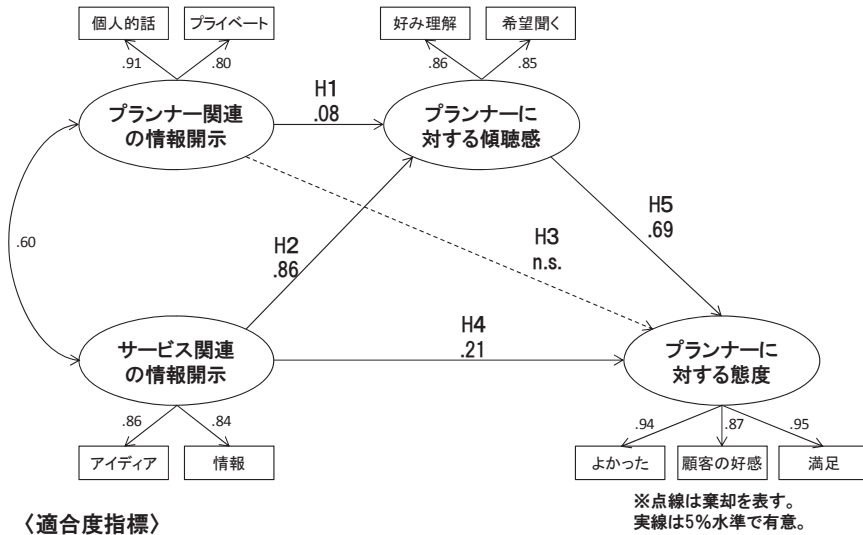 個人的話
プライベート
好み理解
希望聞く
.91
.80
.86
.85
プランナー関連
の情報開示
H1
.08
プランナーに
対する傾聴感
.60
H2
.86
H3
n.s.
H5
.69
サービス関連
の情報開示
H4
.21
プランナーに
対する態度
.86
.84
.94
.87
.95
アイディア
情報
よかった
顧客の好感
満足
※点線は棄却を表す。
実線は5%水準で有意。
〈適合度指標〉